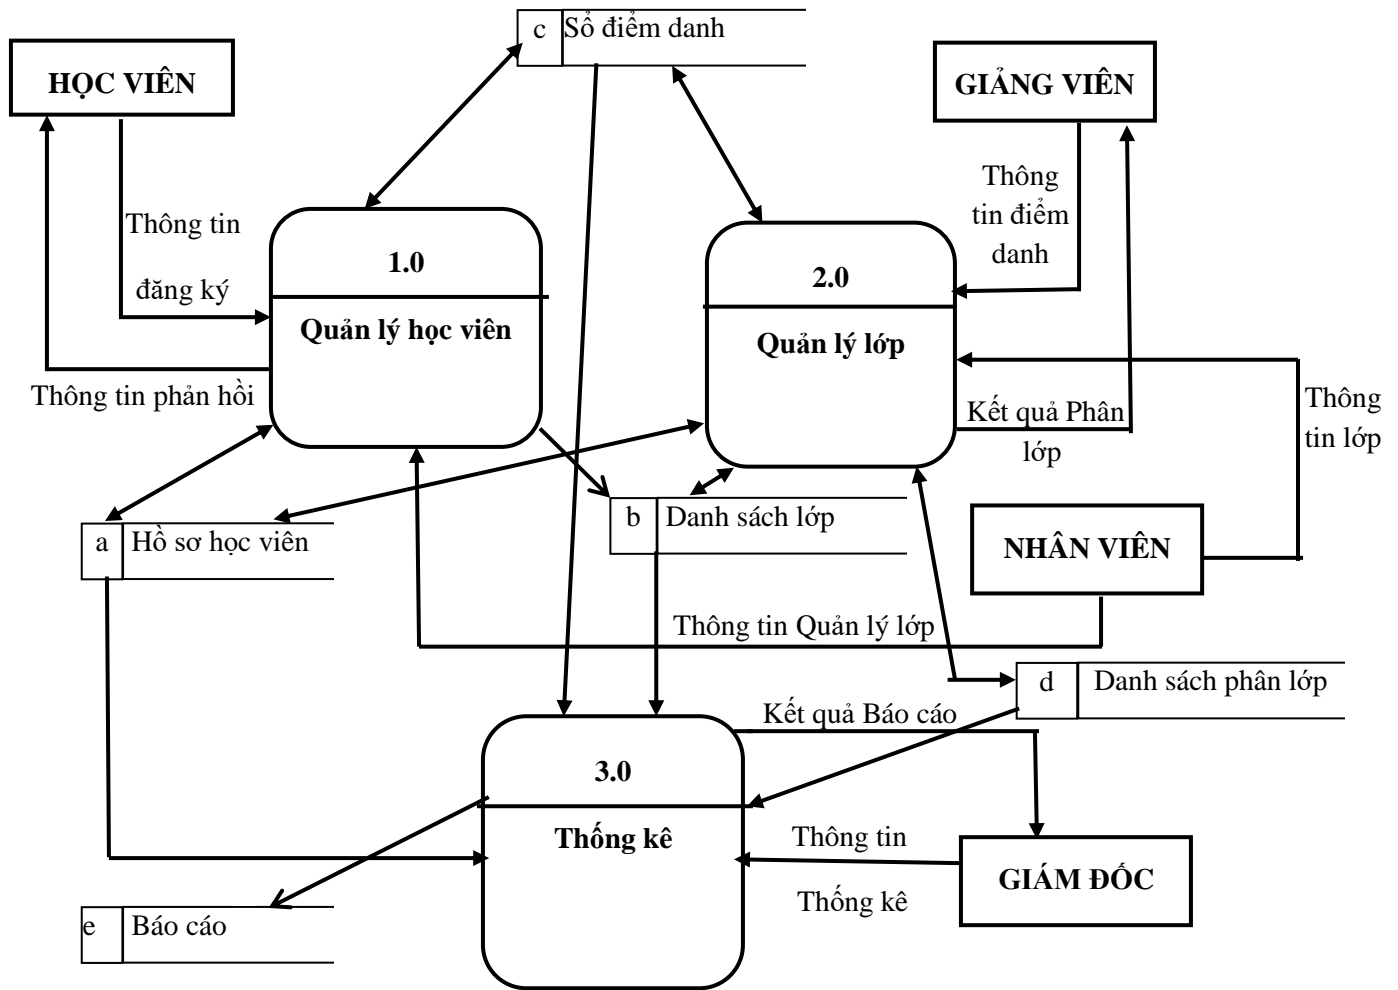 c
Sổ điểm danh
HỌC VIÊN
GIẢNG VIÊN
Thông
tin điểm
danh
Thông tin
đăng ký
1.0
Quản lý học viên
2.0
Quản lý lớp
Thông tin phản hồi
Kết quả Phân
lớp
Thông
tin lớp
a
Hồ sơ học viên
b
Danh sách lớp
NHÂN VIÊN
Thông tin Quản lý lớp
d
Danh sách phân lớp
Kết quả Báo cáo
3.0
Thống kê
Thông tin
Thống kê
GIÁM ĐỐC
e
Báo cáo